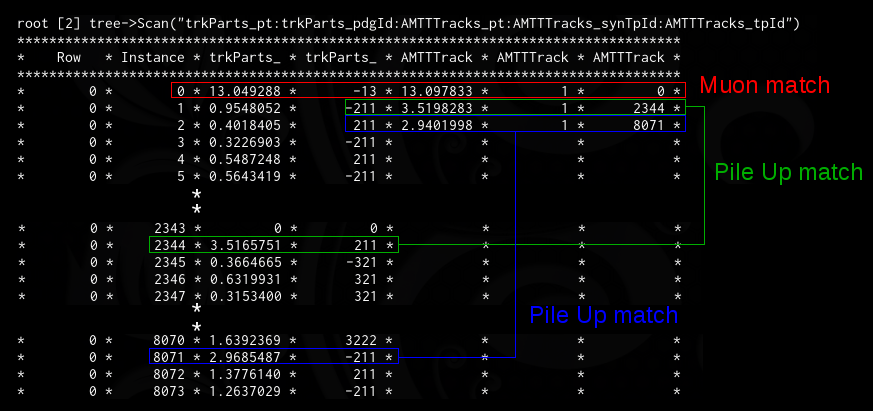 root [2] tree->Scan("trkParts_pt:trkParts_pdgId:AMTTTracks_pt:AMTTTracks_synTpId:AMTTTracks_tpId")
***********************************************************************************
*    Row   * Instance * trkParts_ * trkParts_ * AMTTTrack * AMTTTrack * AMTTTrack *
***********************************************************************************
*        0 *        0 * 13.049288 *       -13 * 13.097833 *         1 *         0 * Muon match
*        0 *        1 * 0.9548052 *      -211 * 3.5198283 *         1 *      2344 *
*        0 *        2 * 0.4018405 *       211 * 2.9401998 *         1 *      8071 *
*        0 *        3 * 0.3226903 *      -211 *           *           *           *
*        0 *        4 * 0.5487248 *       211 *           *           *           *
*        0 *        5 * 0.5643419 *      -211 *           *           *           *
Pile Up match
*
*
*        0 *     2343 *         0 *         0 *           *           *           *
*        0 *     2344 * 3.5165751 *       211 *           *           *           *
*        0 *     2345 * 0.3664665 *      -321 *           *           *           *
*        0 *     2346 * 0.6319931 *       321 *           *           *           *
*        0 *     2347 * 0.3153400 *       321 *           *           *           *
*
Pile Up match
*
*        0 *     8070 * 1.6392369 *      3222 *           *           *           *
*        0 *     8071 * 2.9685487 *      -211 *           *           *           *
*        0 *     8072 * 1.3776140 *       211 *           *           *           *
*        0 *     8073 * 1.2637029 *      -211 *           *           *           *